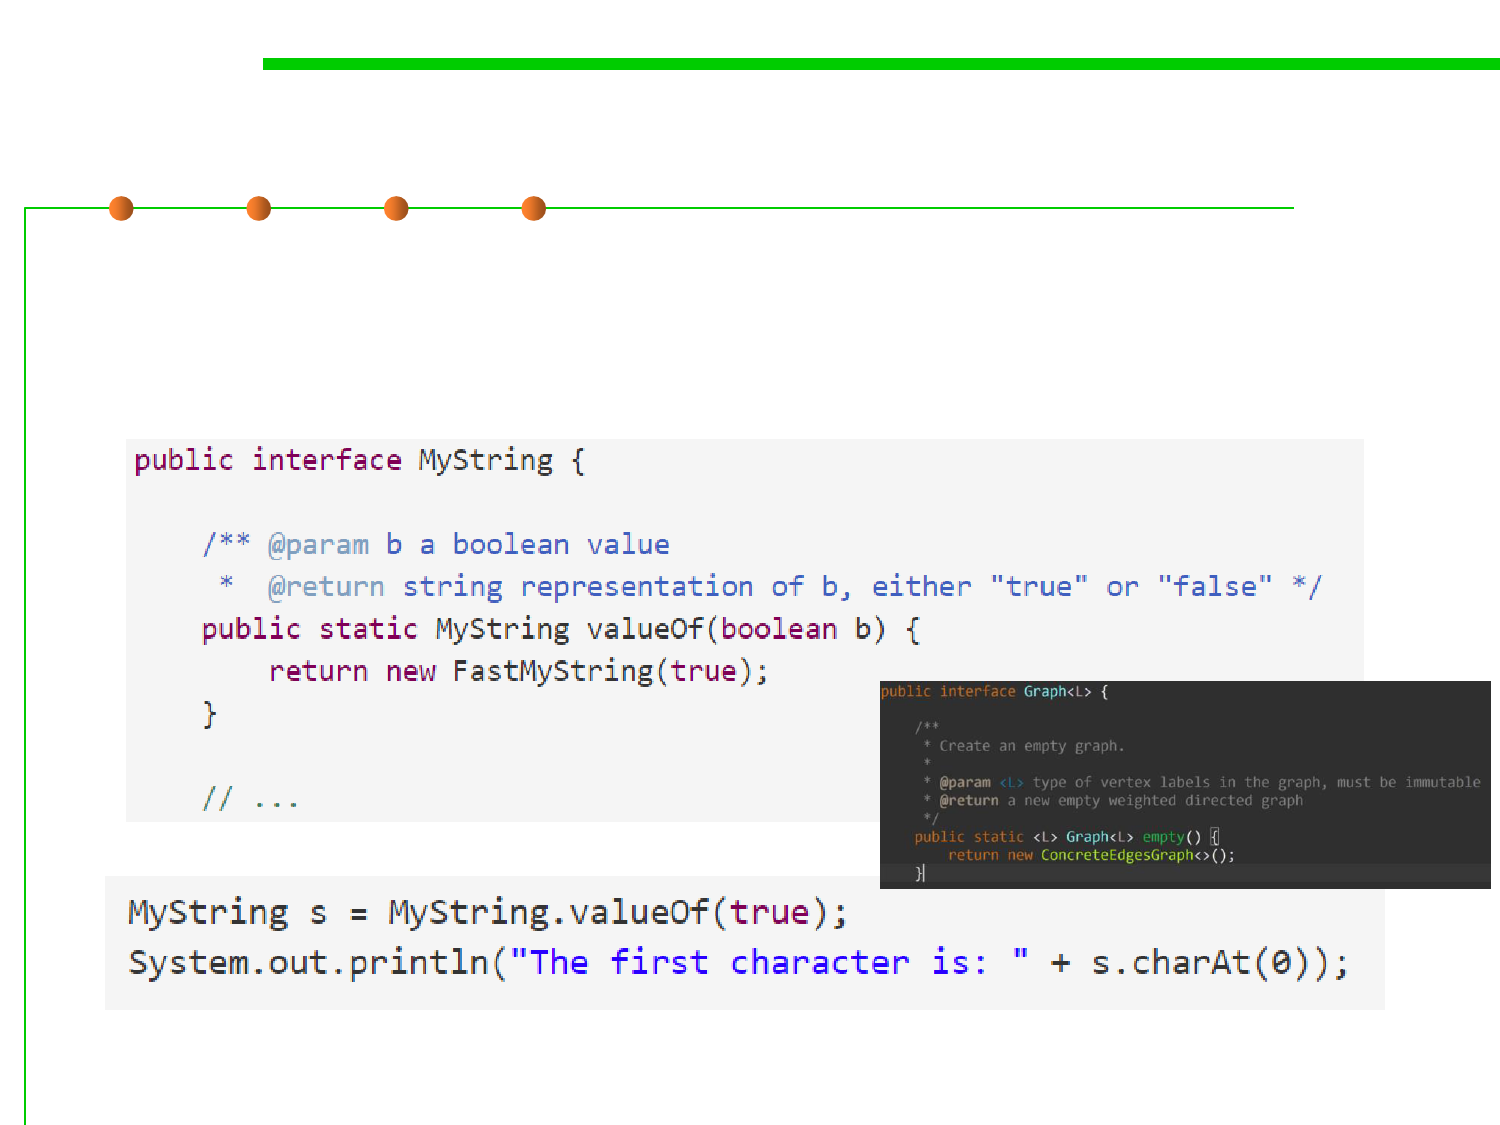 public interface MyString {
/** @param b a boolean value
* @return string representation of b, either "true" or "false" */
public static MyString valueOf(boolean b) {
return new FastMyString(true);
}
// ...
public interface Graph<L> {
/**
* Create an empty graph.
*
* @param <L> type of vertex labels in the graph, must be immutable
* @return a new empty weighted directed graph
*/
public static <L> Graph<L> empty() {
return new ConcreteEdgesGraph<>();
}
MyString s = MyString.valueOf(true);
System.out.println("The first character is: " + s.charAt(0));